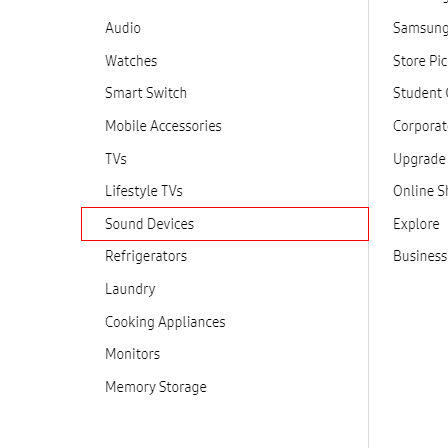 Audio
Watches
Smart Switch
Mobile Accessories
TVs
Lifestyle TVs
Sound Devices
Refrigerators
Laundry
Cooking Appliances
Monitors
Memory Storage
Samsung
Store Pic
Student
Corporat
Upgrade
Online S
Explore
Business